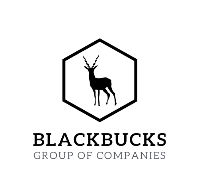 BLACKBUCKS
GROUP OF COMPANIES